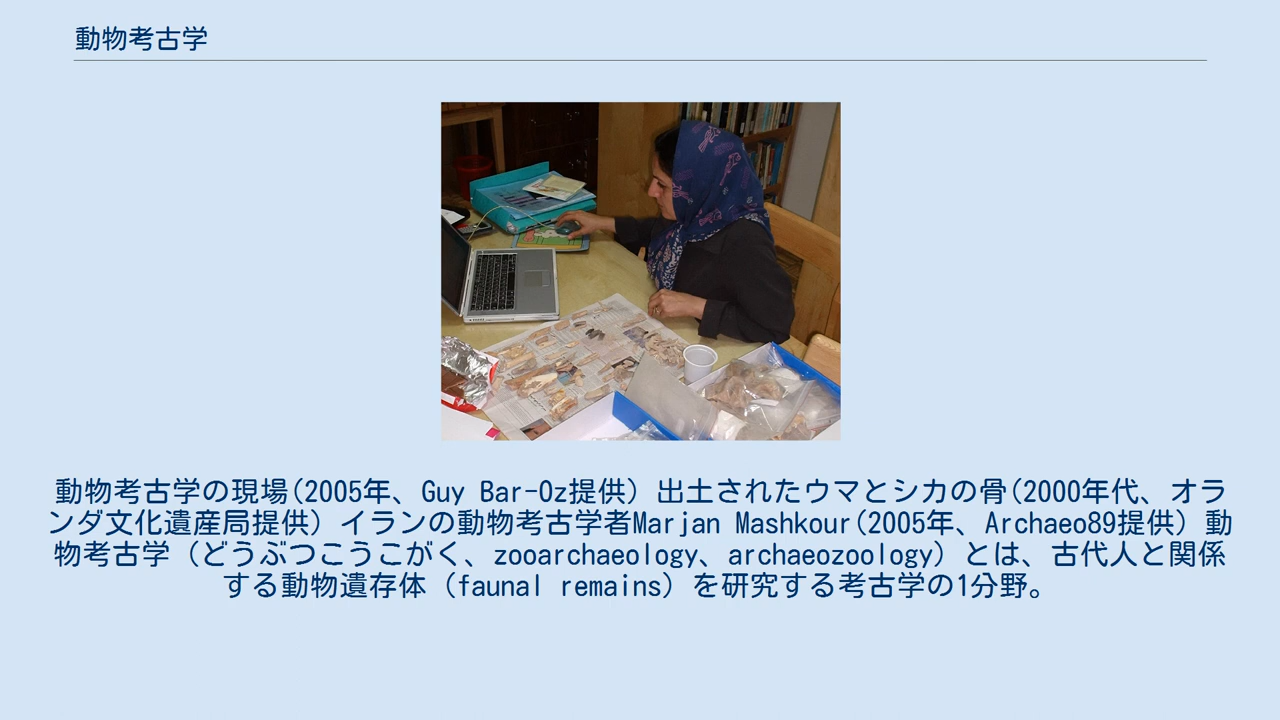 動物考古学
動物考古学の現場(2005年、Guy Bar-Oz提供) 出土されたウマとシカの骨(2000年代、オラ
ンダ文化遺産局提供) イランの動物考古学者Marjan Mashkour(2005年、Archaeo89提供) 動
物考古学（どうぶつこうこがく、zooarchaeology、archaeozoology）とは、古代人と関係
する動物遺存体（faunal remains）を研究する考古学の1分野。